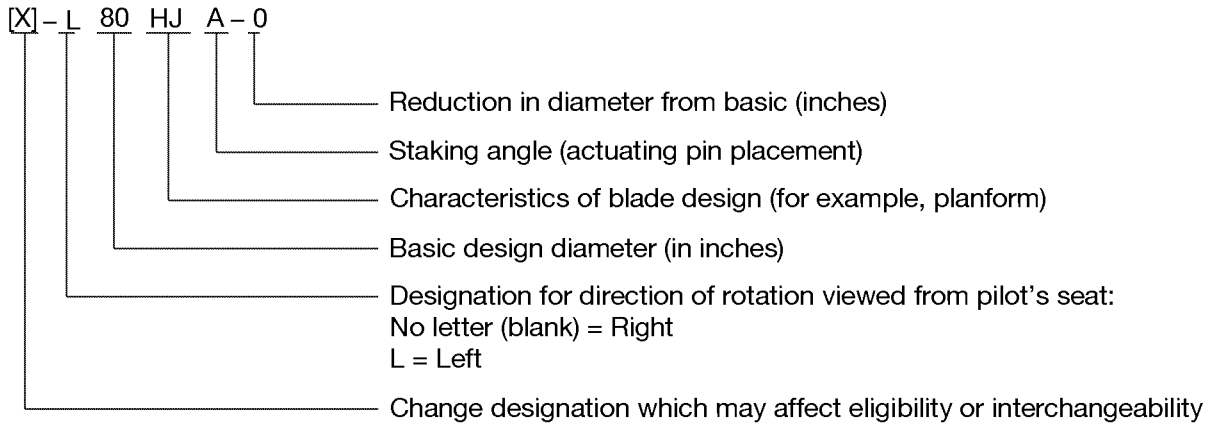 [X] – L 80 HJ A – 0
Reduction in diameter from basic (inches)
Staking angle (actuating pin placement)
Characteristics of blade design (for example, planform)
Basic design diameter (in inches)
Designation for direction of rotation viewed from pilot’s seat:
No letter (blank) = Right
L = Left
Change designation which may affect eligibility or interchangeability